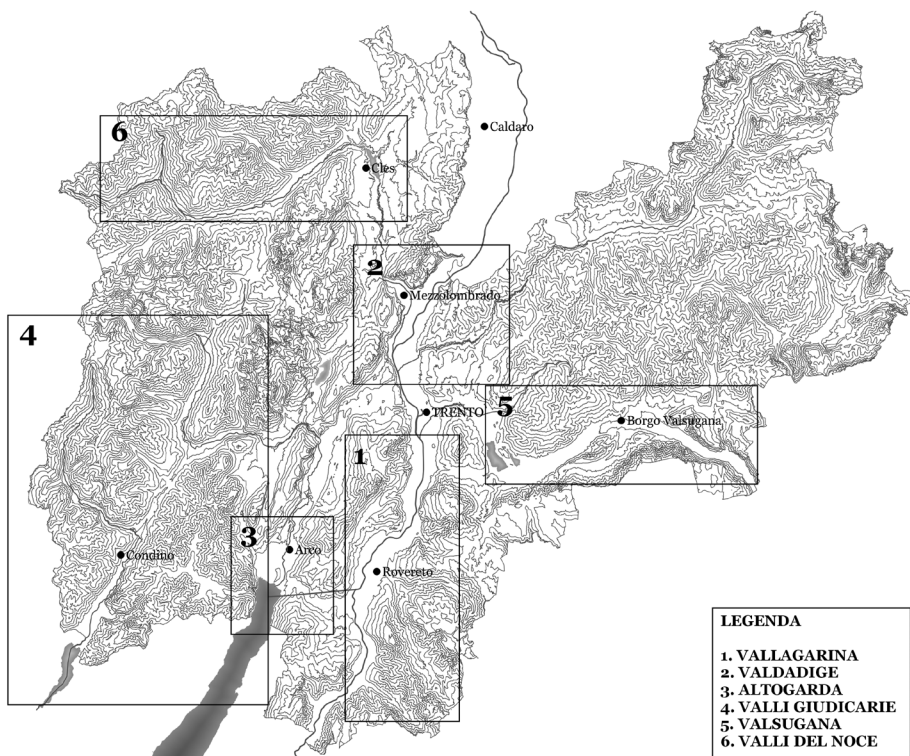 6
Caldaro
Cles
2
Mezzolombrado
4
TRENTO
5
Borgo Valsugana
1
3
Arco
Condino
Rovereto
LEGENDA
1. VALLAGARINA
2. VALDADIGE
3. ALTOGARDA
4. VALLI GIUDICARIE
5. VALSUGANA
6. VALLI DEL NOCE